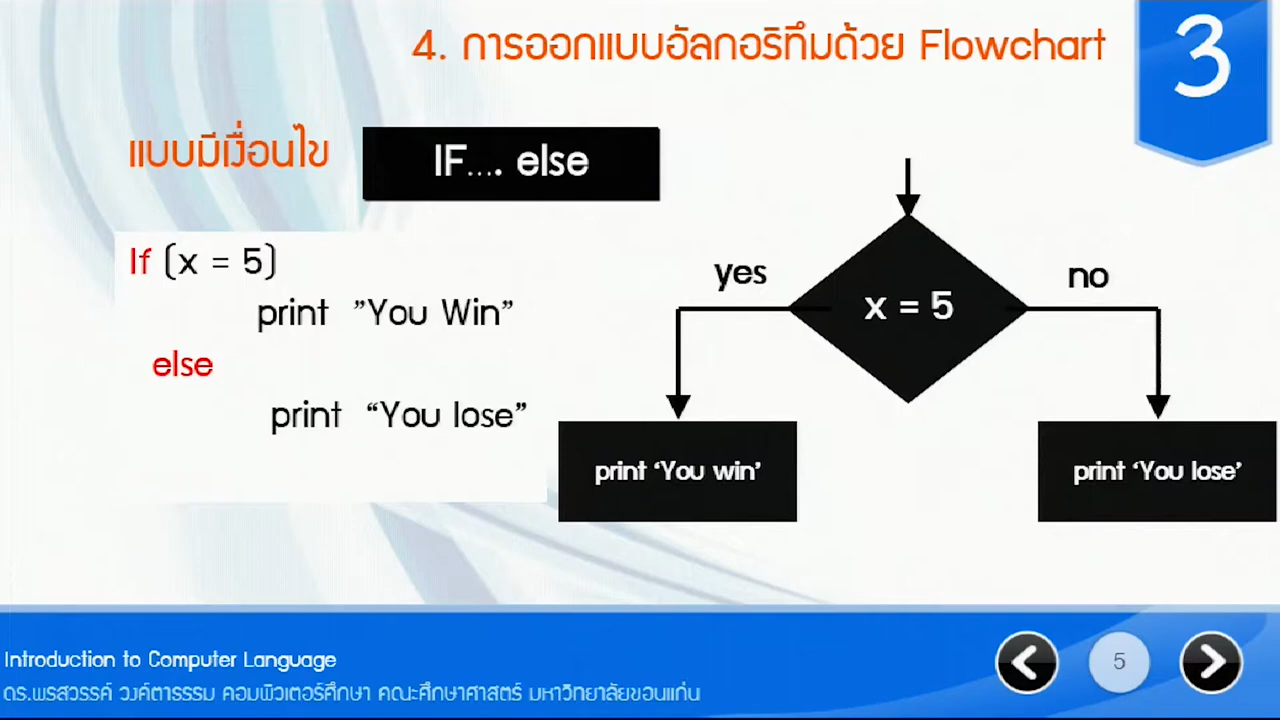 4. การออกแบบอัลกอริทึมด้วย Flowchart
3
แบบมีเงื่อนไข
IF.... else
If (x = 5)
print ”You Win”
else
print “You lose”
yes
x = 5
no
print ‘You win’
print ‘You lose’
Introduction to Computer Language
ดร.พรสวรรค์ วงค์ตาธรรม คอมพิวเตอร์ศึกษา คณะศึกษาศาสตร์ มหาวิทยาลัยขอนแก่น
5